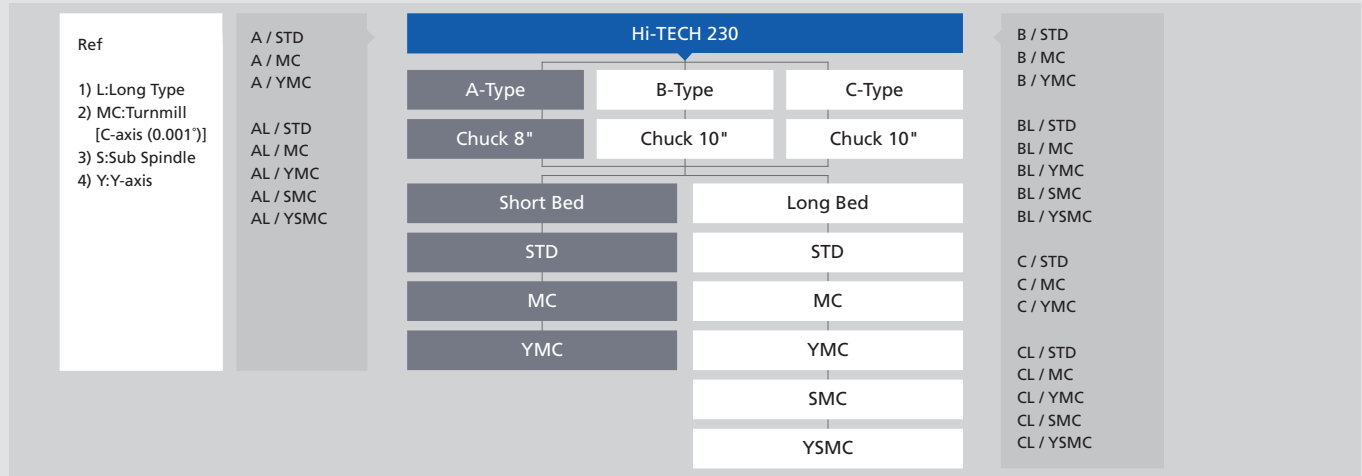 Ref
1) L:Long Type
2) MC:Turnmill
[C-axis (0.001°)]
3) S:Sub Spindle
4) Y:Y-axis
A / STD
A / MC
A / YMC
AL / STD
AL / MC
AL / YMC
AL / SMC
AL / YSMC
Hi-TECH 230
A-Type
B-Type
C-Type
Chuck 8"
Chuck 10"
Chuck 10"
Short Bed
Long Bed
STD
STD
MC
MC
YMC
YMC
SMC
YSMC
B / STD
B / MC
B / YMC
BL / STD
BL / MC
BL / YMC
BL / SMC
BL / YSMC
C / STD
C / MC
C / YMC
CL / STD
CL / MC
CL / YMC
CL / SMC
CL / YSMC